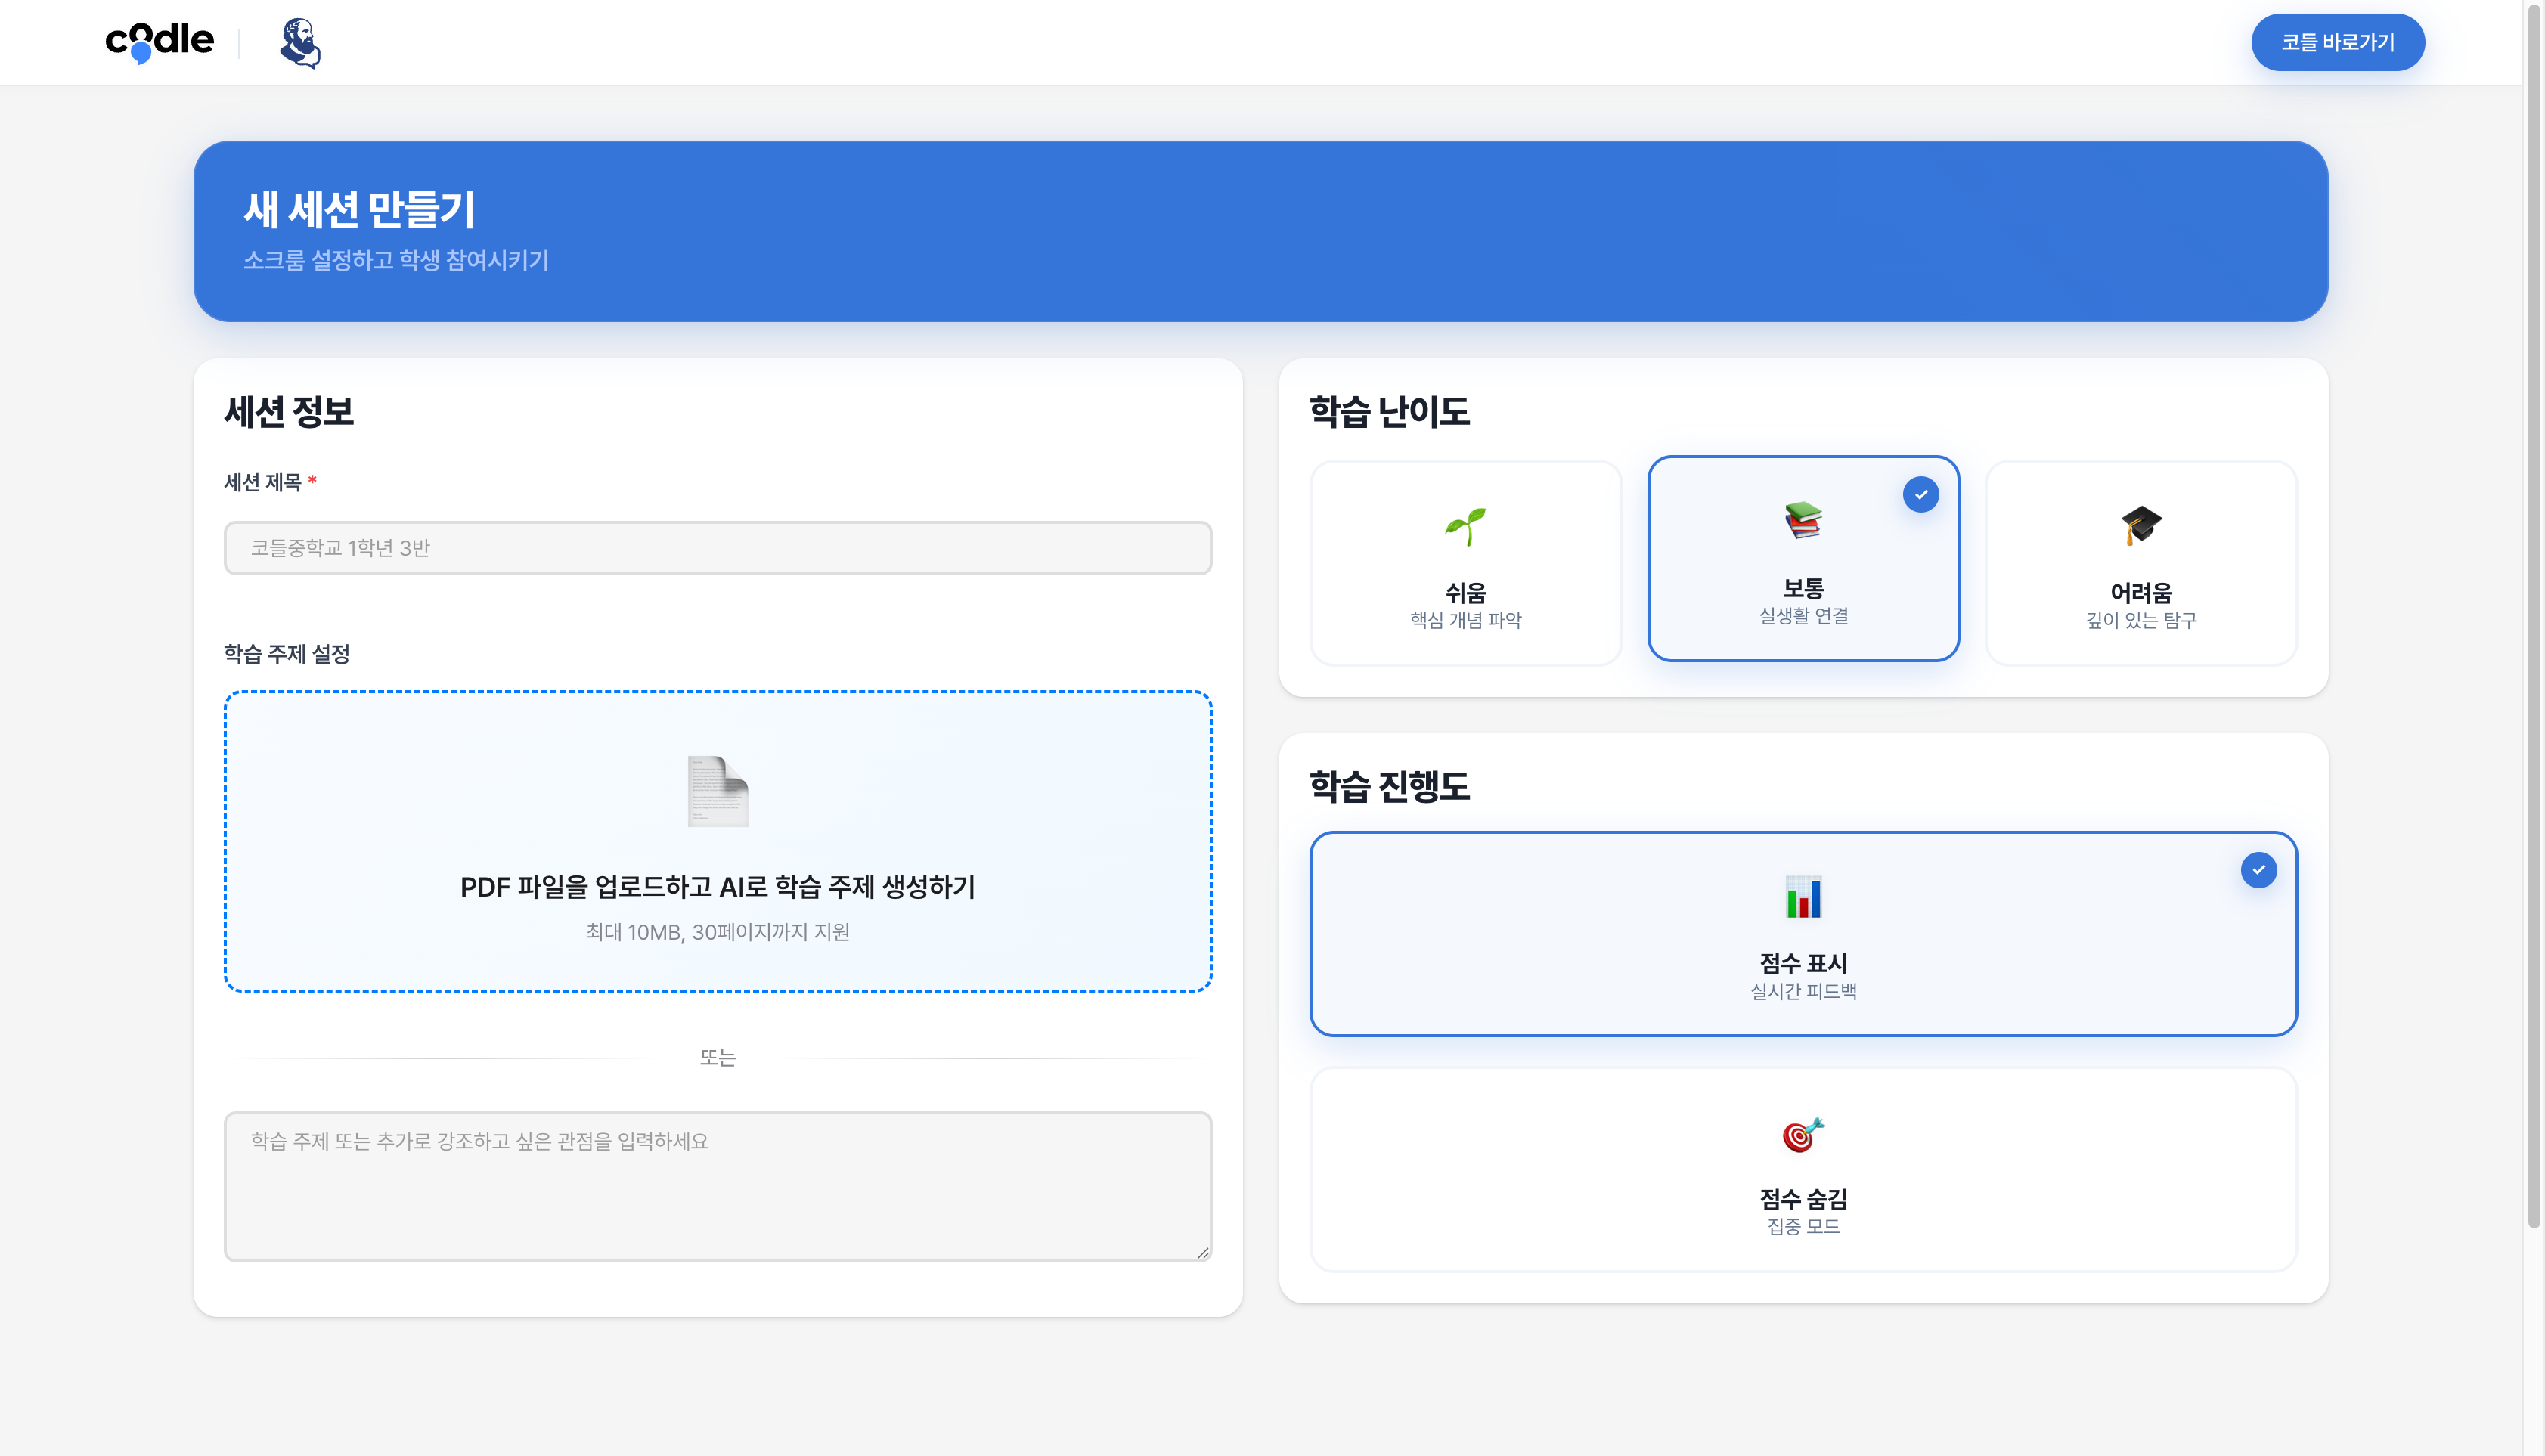 codle
코들 바로가기
새 세션 만들기
소크룸 설정하고 학생 참여시키기
세션 정보
세션 제목 *
코들중학교 1학년 3반
학습 주제 설정
PDF 파일을 업로드하고 AI로 학습 주제 생성하기
최대 10MB, 30페이지까지 지원
또는
학습 주제 또는 추가로 강조하고 싶은 관점을 입력하세요
학습 난이도
쉬움
핵심 개념 파악
보통
실생활 연결
어려움
깊이 있는 탐구
학습 진행도
점수 표시
실시간 피드백
점수 숨김
집중 모드